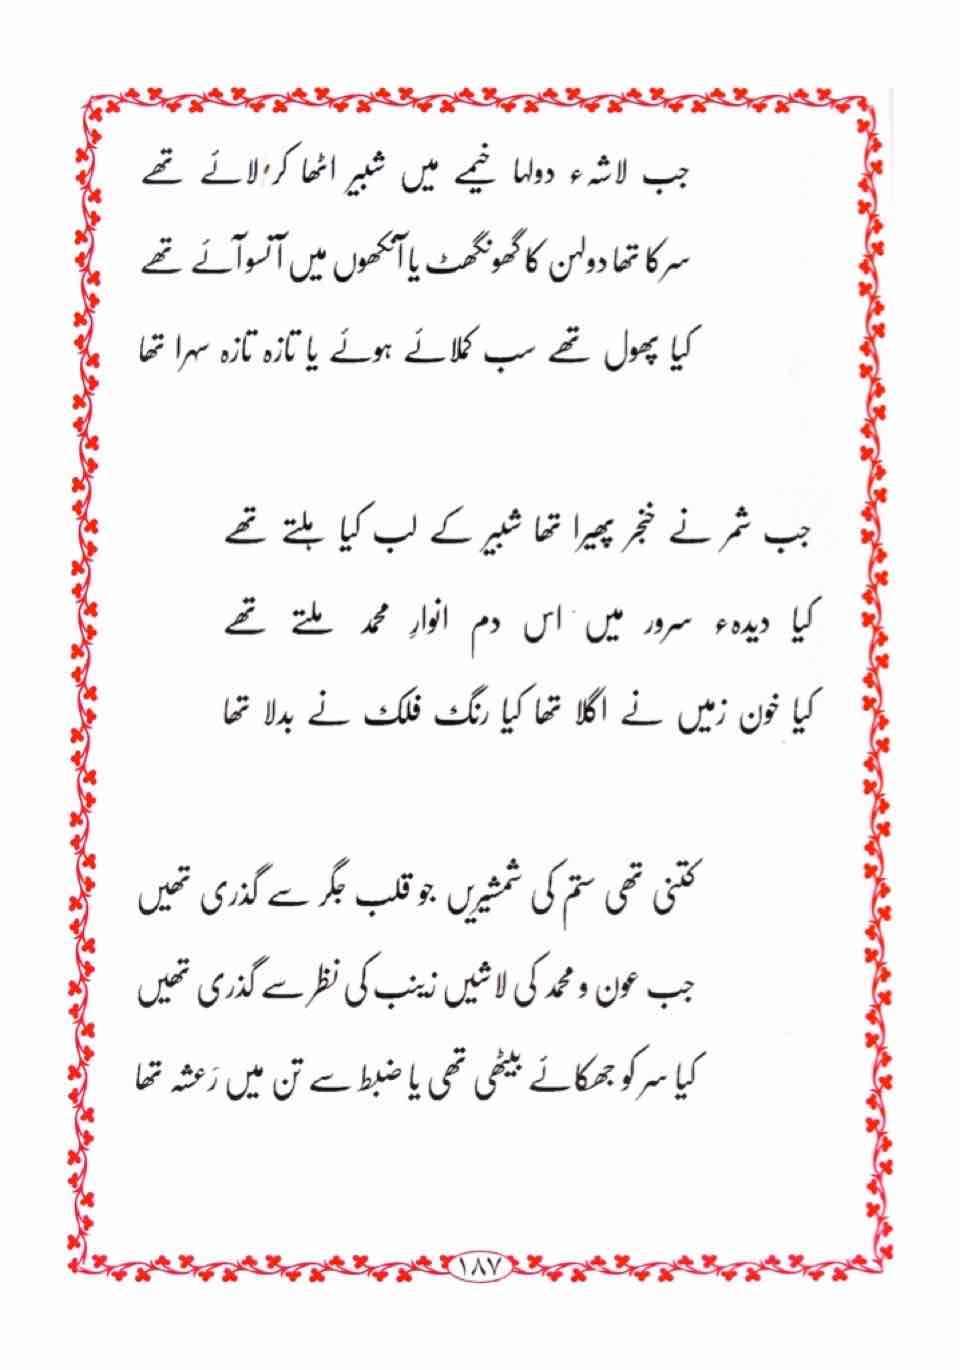 جب لاشہء دولہا خیمے میں شبیر اٹھا کر لائے تھے
سرکا تھا دولہن کا گھونگھٹ یا آنکھوں میں آنسو آئے تھے
کیا پھول تھے سب کملائے ہوئے یا تازہ تازہ سہرا تھا
جب شمر نے خنجر پھیرا تھا شبیر کے لب کیا ہلتے تھے
کیا دیدہء سرور میں اس دم انوارِ محمد ملتے تھے
کیا خون زمیں نے اگلا تھا کیا رنگ فلک نے بدلا تھا
کتنی تھی ستم کی شمشیریں جو قلب جگر سے گذری تھیں
جب عون و محمد کی لاشیں زینب کی نظر سے گذری تھیں
کیا سر کو جھکائے بیٹھی تھی یا ضبط سے تن میں رَعشہ تھا
۱۸۷